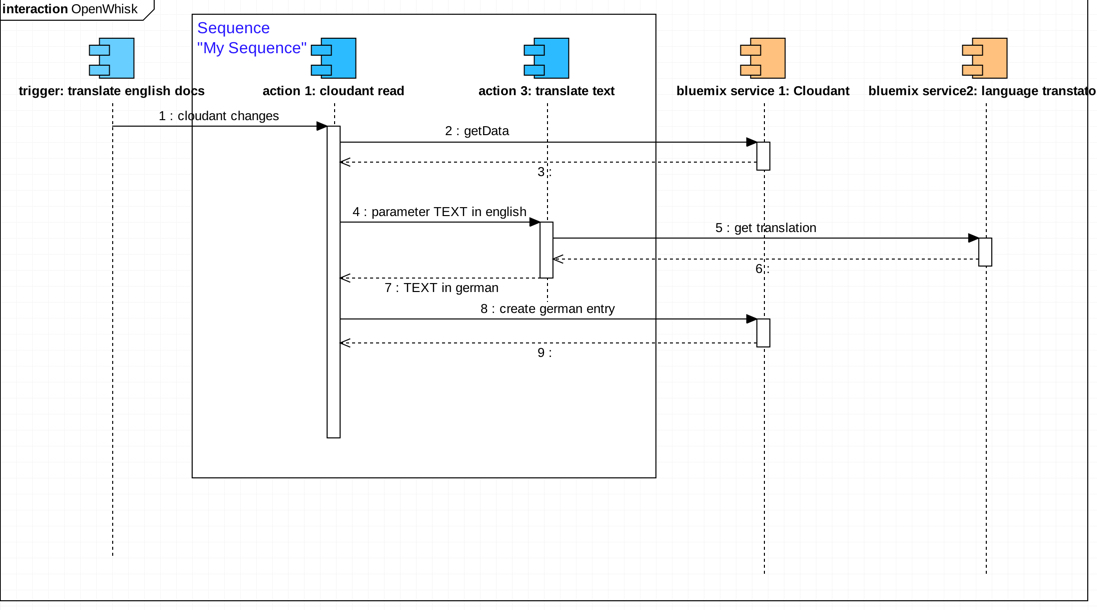 interaction OpenWhisk
Sequence
"My Sequence"
trigger: translate english docs
action 1: cloudant read
action 3: translate text
bluemix service 1: Cloudant
bluemix service2: language transtato
1 : cloudant changes
2 : getData
3 :
4 : parameter TEXT in english
5 : get translation
6 :
7 : TEXT in german
8 : create german entry
9 :